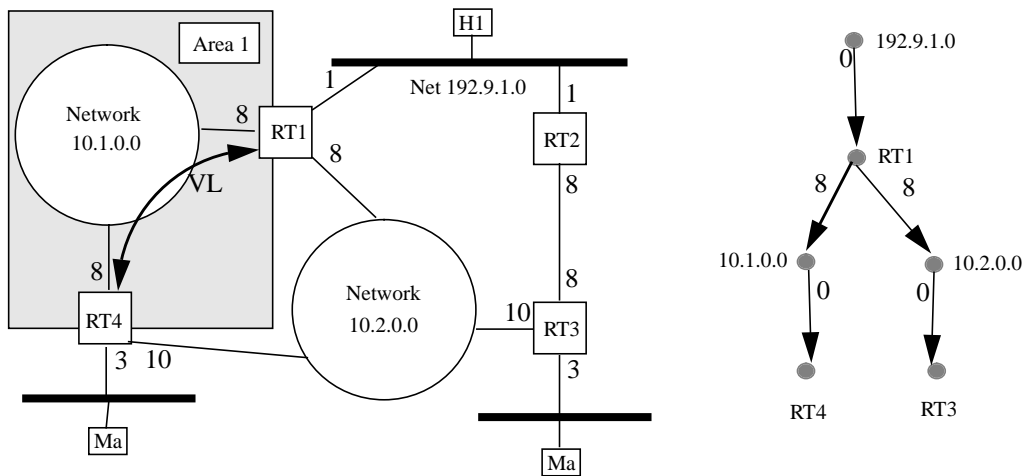 H1
Area 1
Net 192.9.1.0
1
1
Network
10.1.0.0
8
RT1
RT2
8
8
VL
8
Network
10.2.0.0
8
RT4
10
RT3
3
10
3
Ma
Ma
192.9.1.0
0
RT1
8
8
10.1.0.0
10.2.0.0
0
0
RT4
RT3